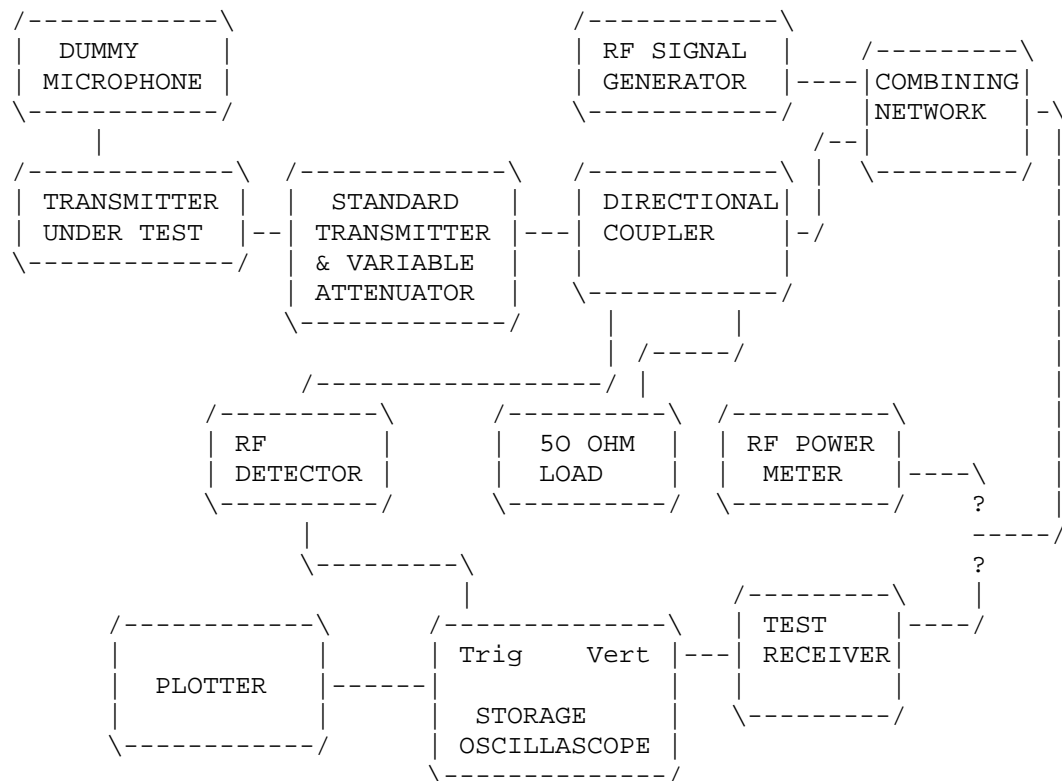 DUMMY
MICROPHONE
RF SIGNAL
GENERATOR
COMBINING
NETWORK
TRANSMITTER
UNDER TEST
STANDARD
TRANSMITTER
& VARIABLE
ATTENUATOR
DIRECTIONAL
COUPLER
RF
DETECTOR
50 OHM
LOAD
RF POWER
METER
?
?
TEST
RECEIVER
PLOTTER
Trig Vert
STORAGE
OSCILLASCOPE